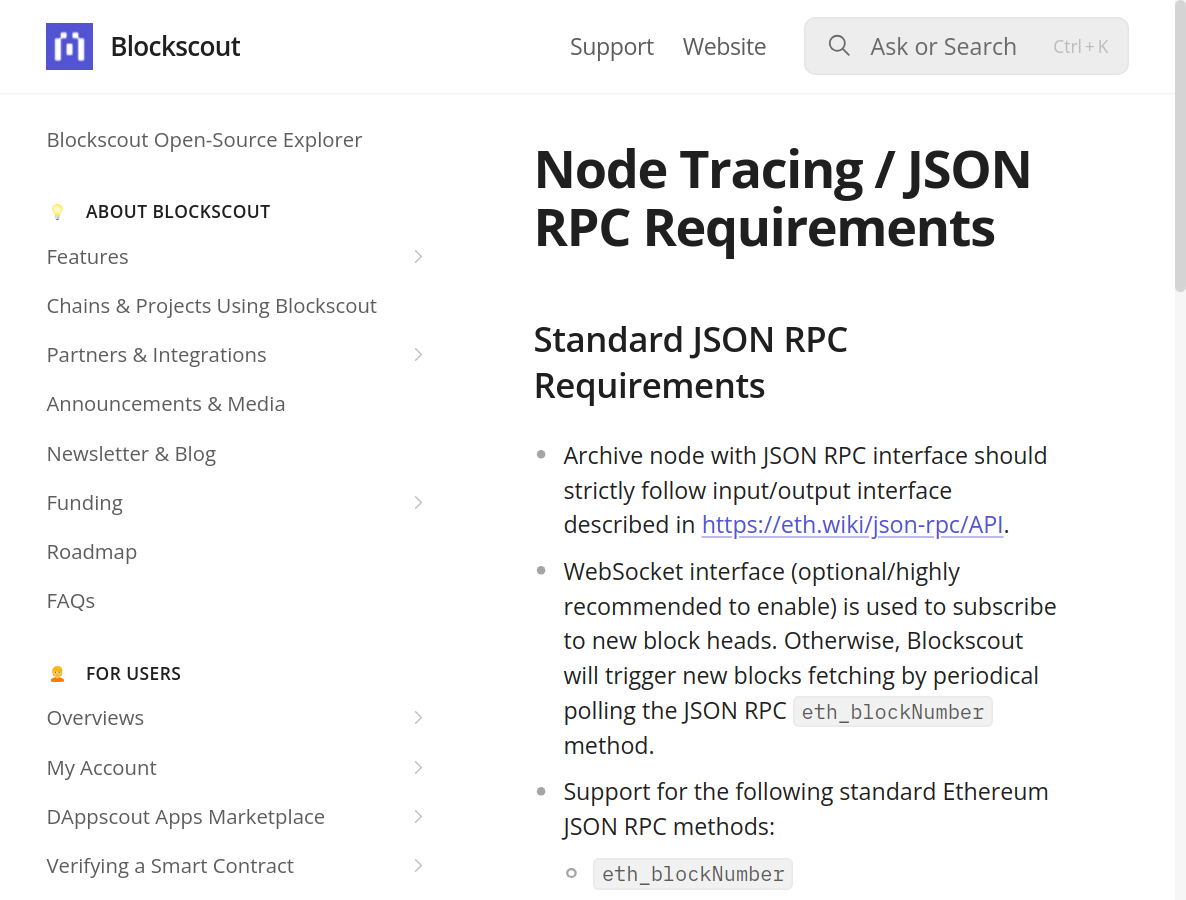 Blockscout
Support
Website
Ask or Search
Ctrl + K
Blockscout Open-Source Explorer
ABOUT BLOCKSCOUT
Features
Chains & Projects Using Blockscout
Partners & Integrations
Announcements & Media
Newsletter & Blog
Funding
Roadmap
FAQs
FOR USERS
Overviews
My Account
DAppscout Apps Marketplace
Verifying a Smart Contract
Node Tracing / JSON
RPC Requirements
Standard JSON RPC
Requirements
Archive node with JSON RPC interface should
strictly follow input/output interface
described in https://eth.wiki/json-rpc/API.
WebSocket interface (optional/highly
recommended to enable) is used to subscribe
to new block heads. Otherwise, Blockscout
will trigger new blocks fetching by periodical
polling the JSON RPC eth_blockNumber
method.
Support for the following standard Ethereum
JSON RPC methods:
eth_blockNumber